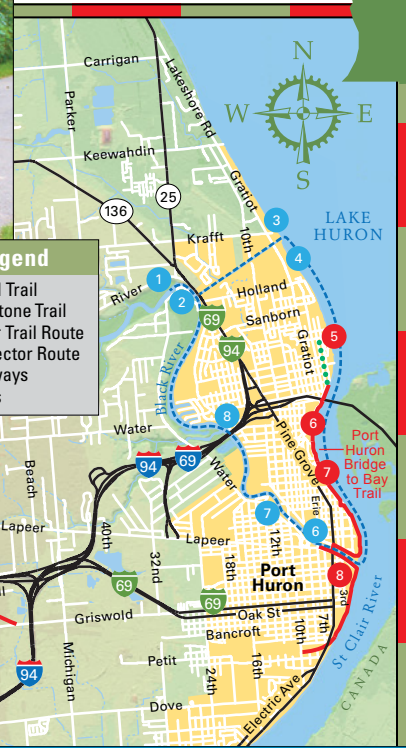 N
W
E
S
Carrigan
Lakeshore Rd
Parker
Keewahdin
25
136
Gratiot
10th
3
LAKE
HURON
Krafft
4
1
2
River
Holland
Sanborn
69
94
Gratiot
5
Black River
8
6
Pine Grove
Port
Huron
Bridge
to Bay
Trail
7
Water
94
69
Water
Beach
Erie
7
6
12th
Lapeer
40th
Lapeer
32nd
18th
Port
Huron
8
3rd
St Clair River
69
69
Griswold
Oak St
7th
Bancroft
10th
94
Michigan
Petit
16th
24th
Dove
Electric Ave
CANADA
gend
Trail
tone Trail
Trail Route
ector Route
ways
s